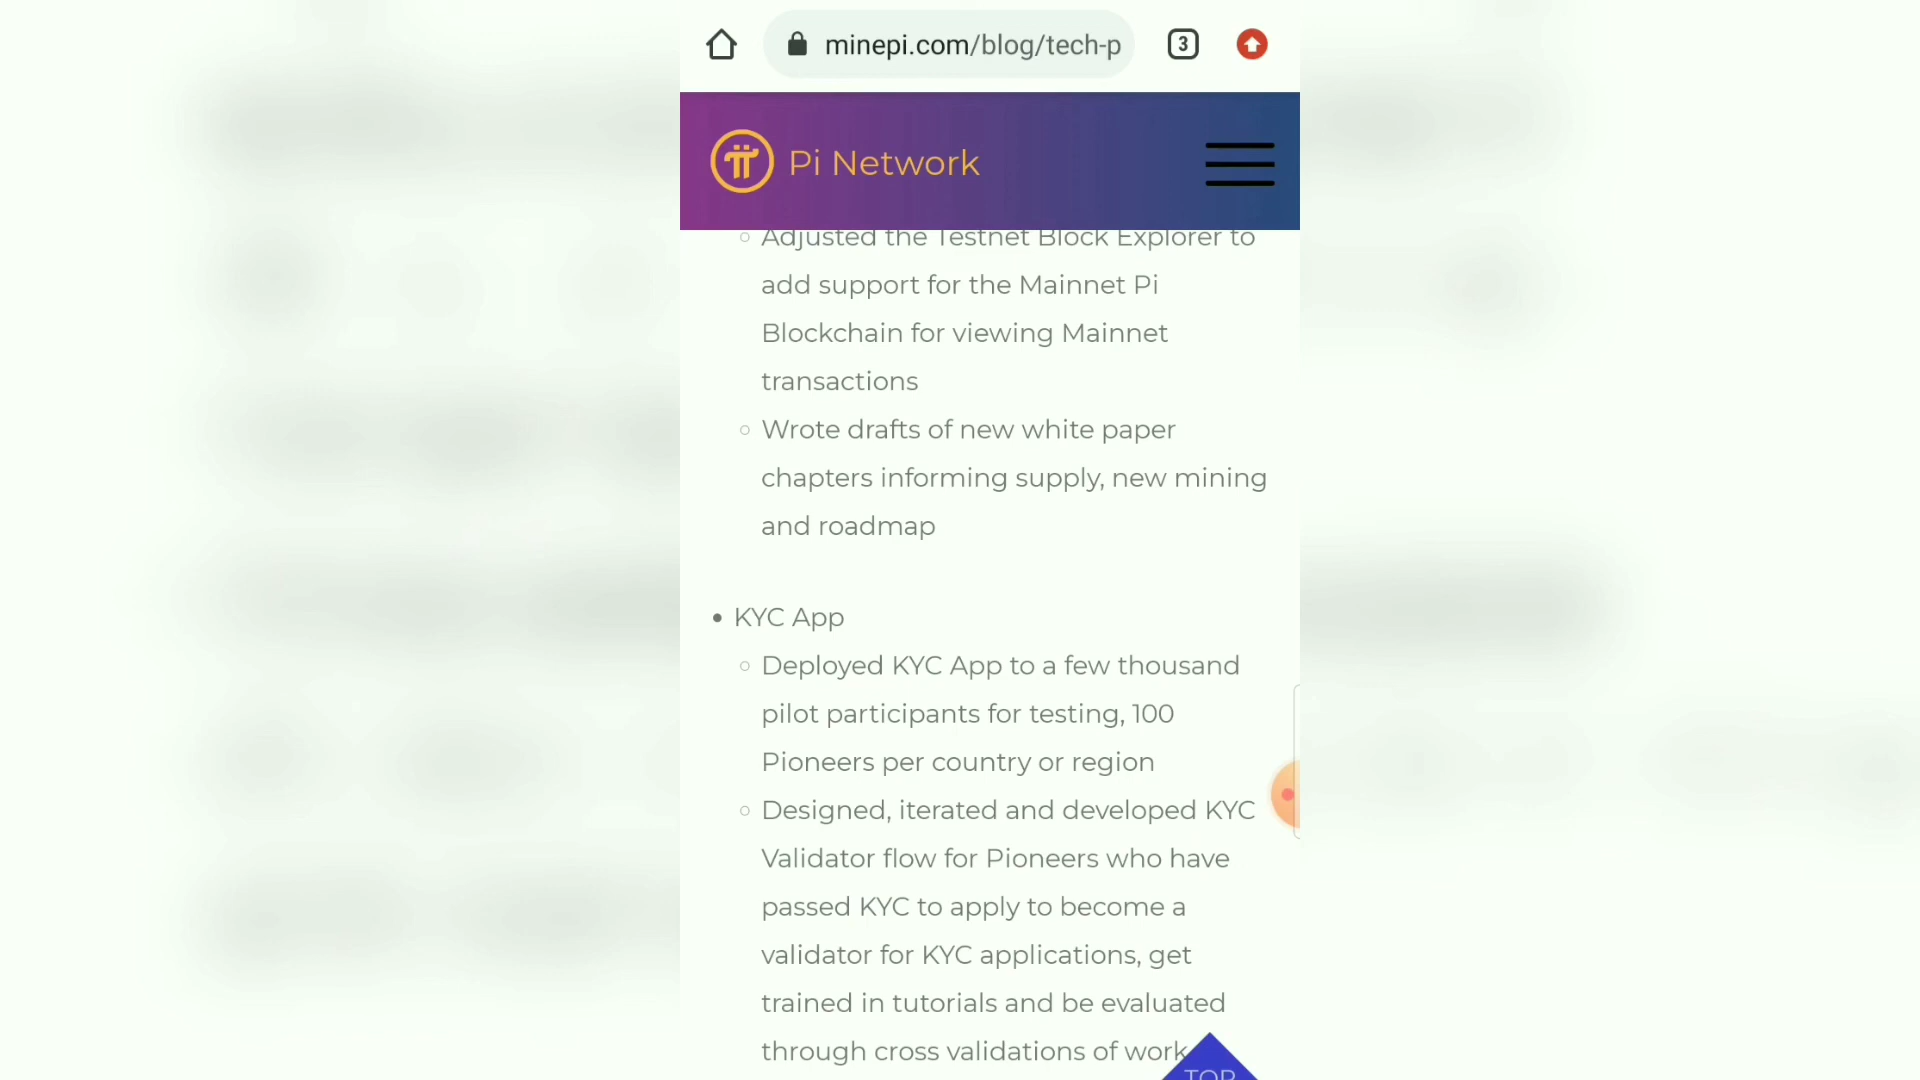 minepi.com/blog/tech-p
3
Pi Network
Adjusted the Testnet Block Explorer to
add support for the Mainnet Pi
Blockchain for viewing Mainnet
transactions
Wrote drafts of new white paper
chapters informing supply, new mining
and roadmap
KYC App
Deployed KYC App to a few thousand
pilot participants for testing, 100
Pioneers per country or region
Designed, iterated and developed KYC
Validator flow for Pioneers who have
passed KYC to apply to become a
validator for KYC applications, get
trained in tutorials and be evaluated
through cross validations of work
TOP